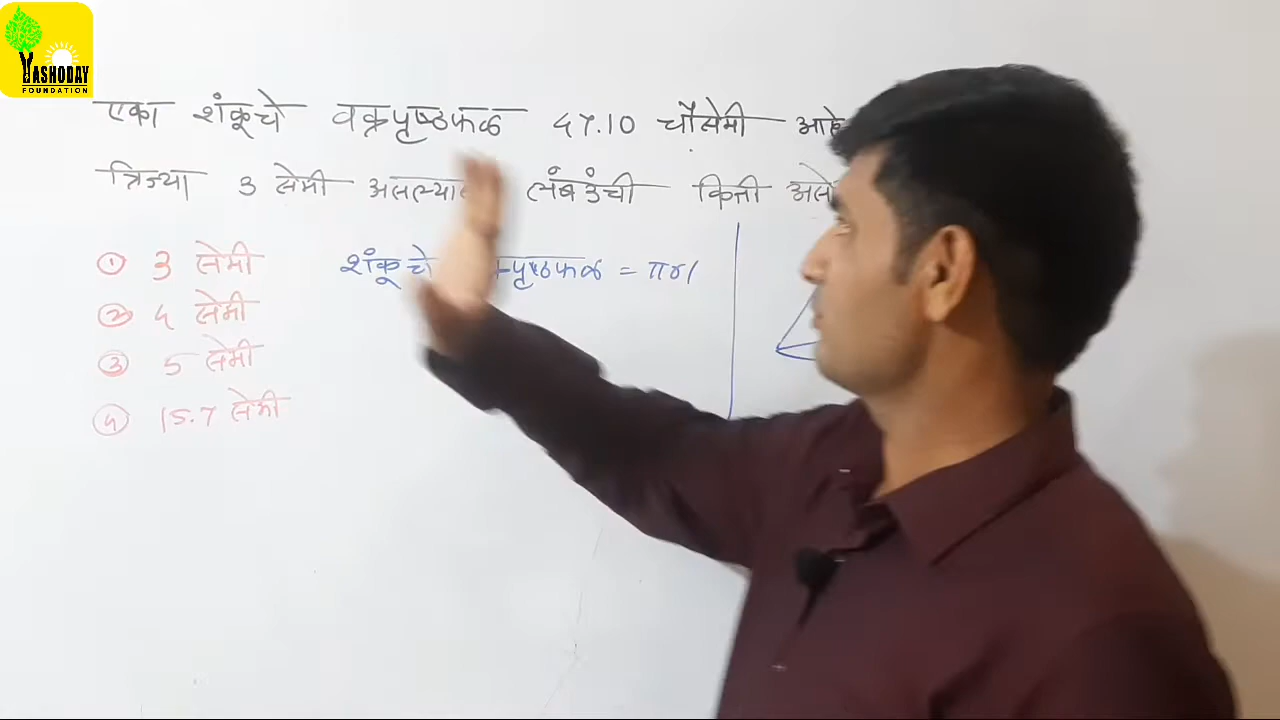 YASHODAY
FOUNDATION
एका शंकूचे वक्रपृष्ठफळ 47.10 चौसेमी आहे
त्रिज्या 3 सेमी लंबउंची किती
① 3 सेमी
② 4 सेमी
③ 5 सेमी
④ 15.7 सेमी
शंकूचे पृष्ठफळ = πrl